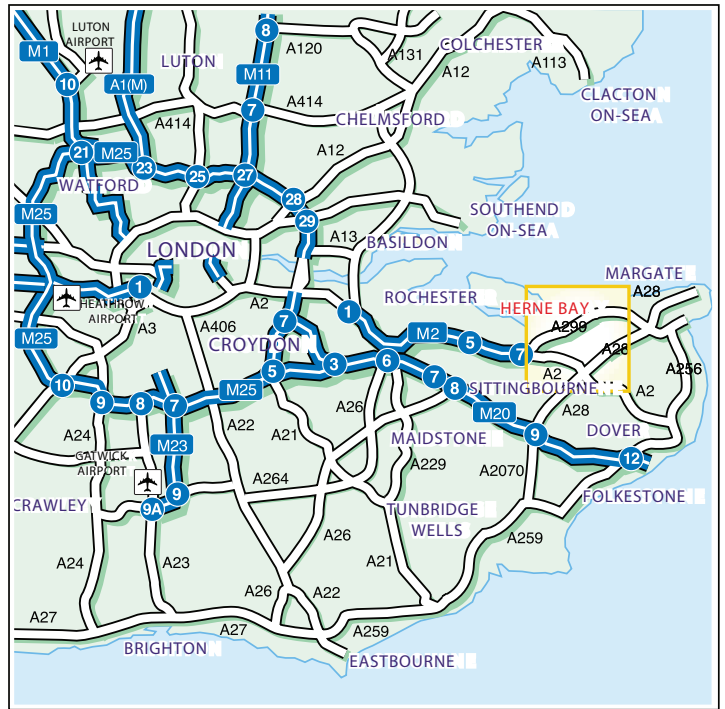 8
LUTON
AIRPORT
A120
A131
COLCHESTER
M1
LUTON
A12
A113
10
A1(M)
M11
CLACTON
ON-SEA
7
A414
A414
CHELMSFORD
21
M25
23
25
27
A12
WATFORD
28
M25
29
SOUTHEND
ON-SEA
A13
BASILDON
LONDON
MARGATE
1
HEATHROW
AIRPORT
A28
A2
ROCHESTER
HERNE BAY
1
A299
A3
A406
7
M2
5
7
A28
M25
CROYDON
A256
5
3
6
7
A2
10
M25
8
SITTINGBOURNE
A2
9
8
7
M20
A26
A28
A24
M23
A22
A21
MAIDSTONE
9
DOVER
GATWICK
AIRPORT
A229
A2070
12
A264
9
CRAWLEY
9A
TUNBRIDGE
WELLS
FOLKESTONE
A26
A259
A24
A23
A21
A26
A22
A27
A27
A259
BRIGHTON
EASTBOURNE